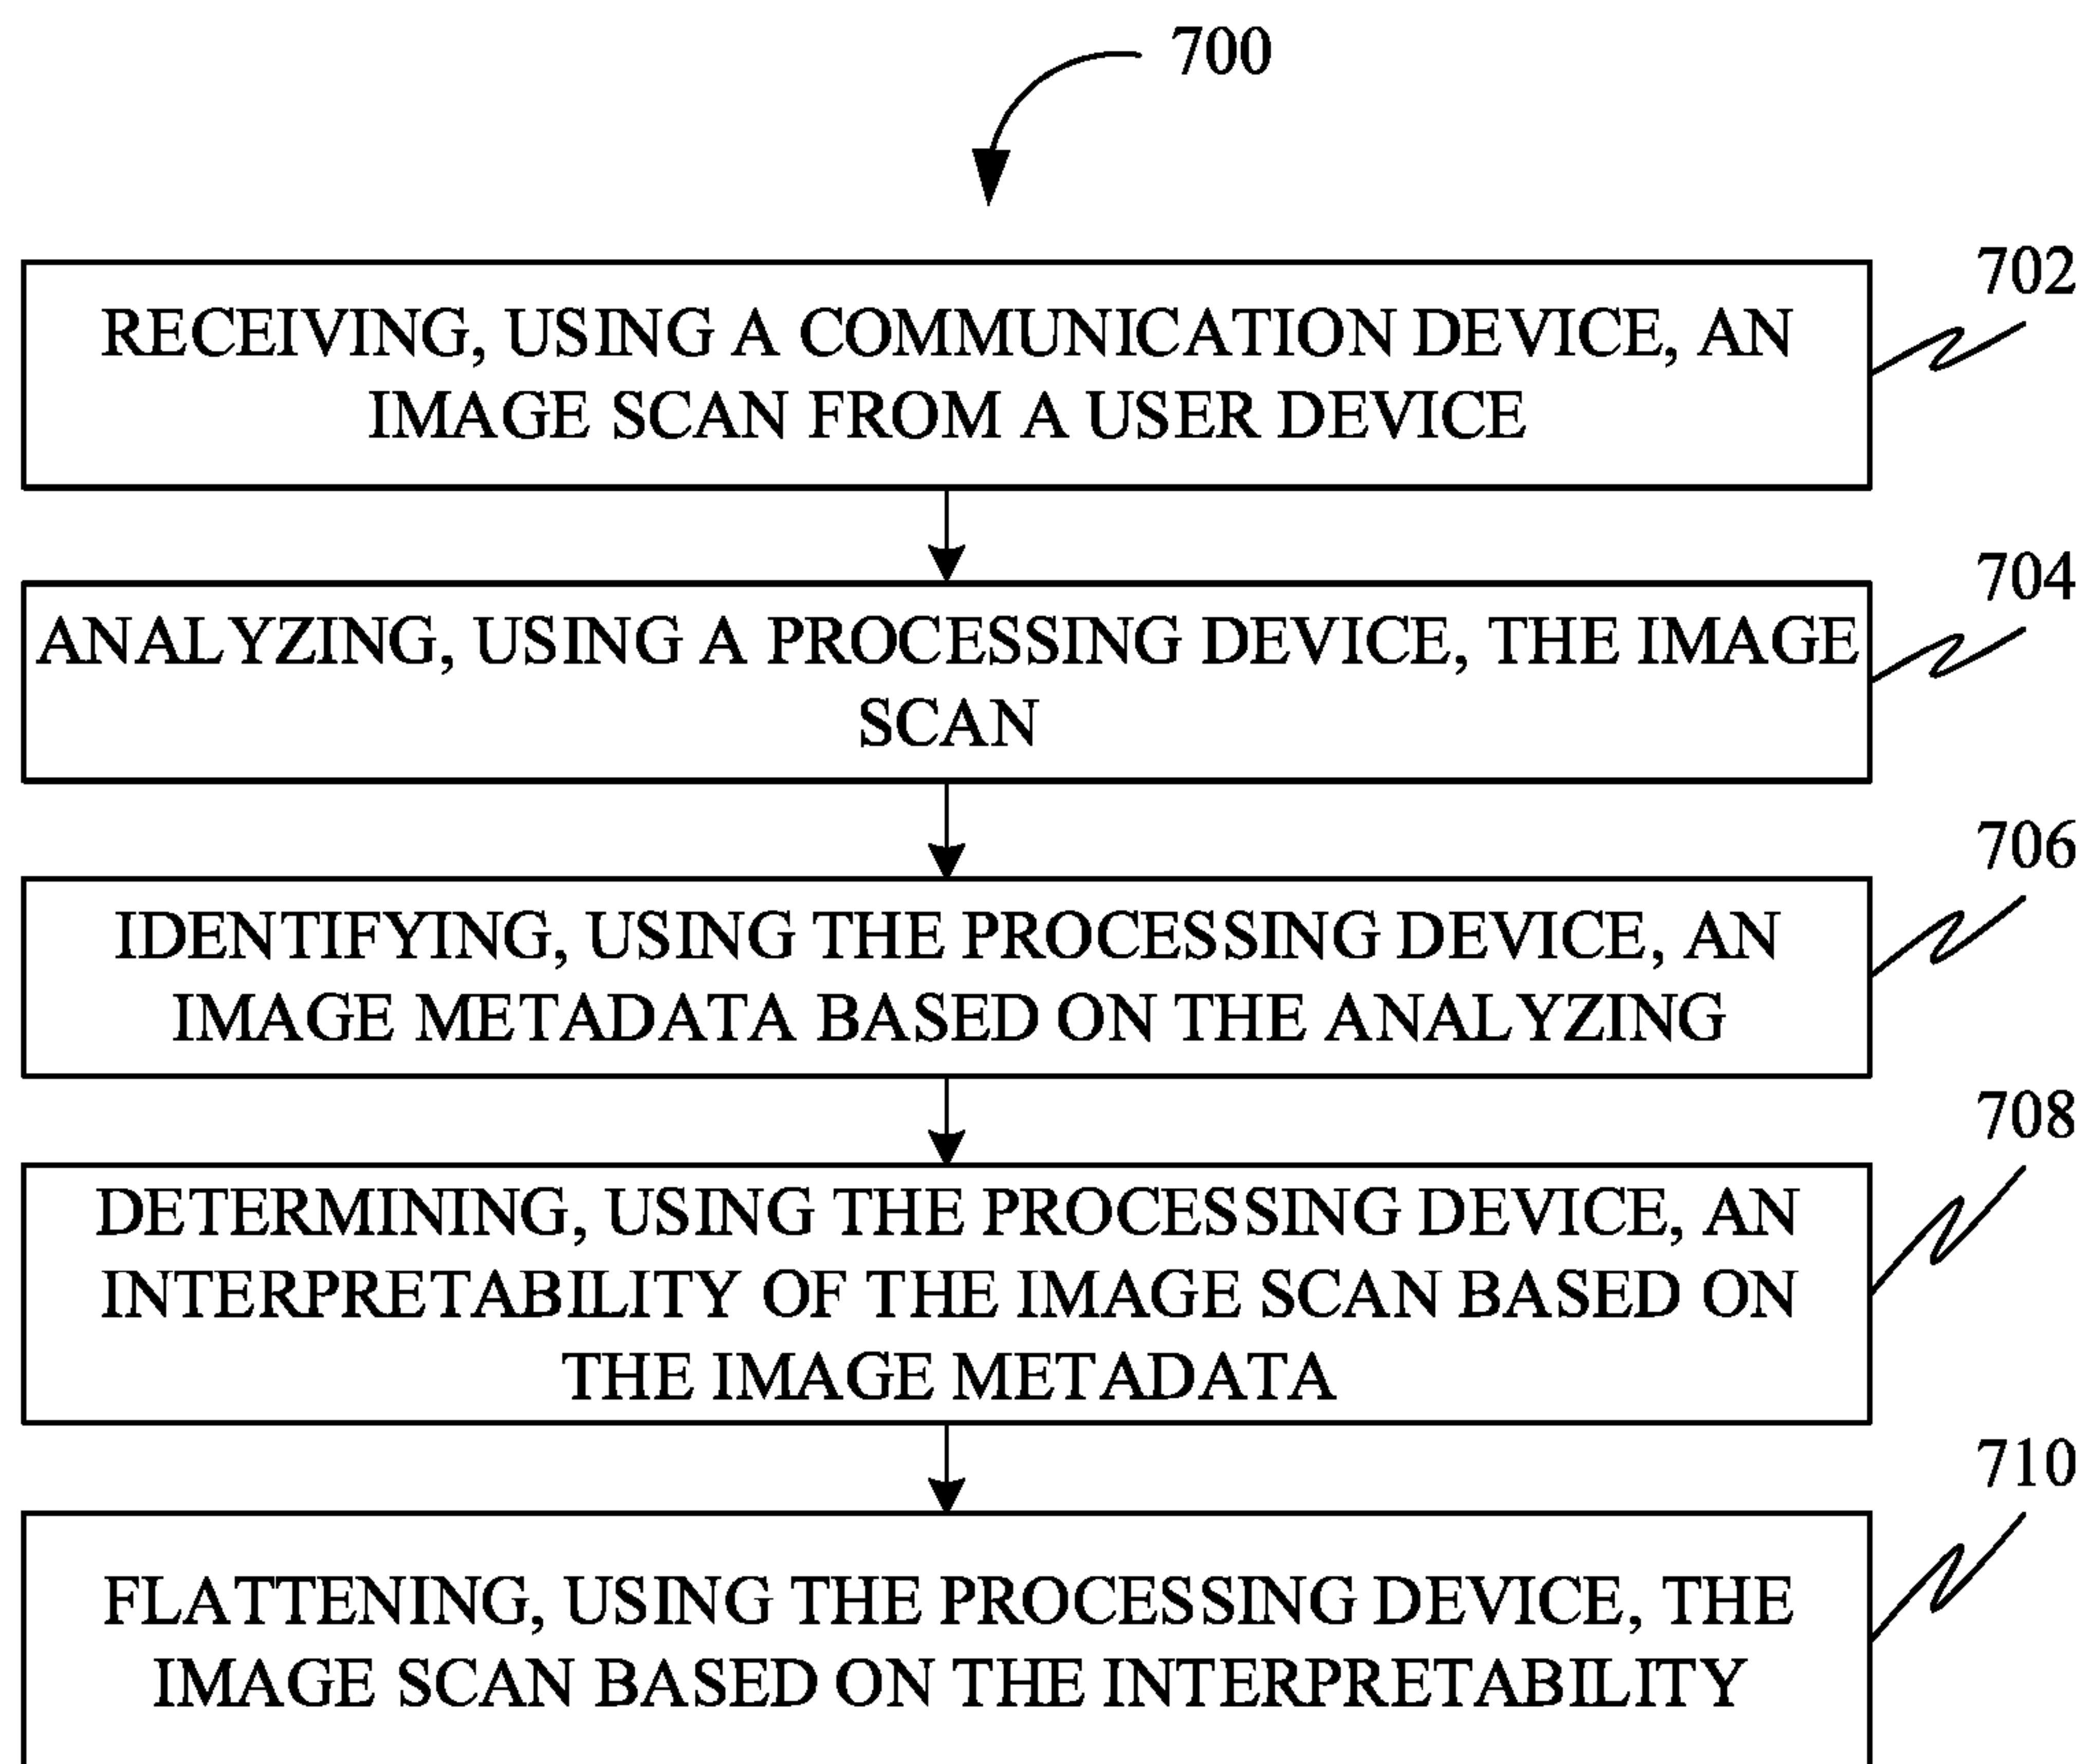 700
702
RECEIVING, USING A COMMUNICATION DEVICE, AN
IMAGE SCAN FROM A USER DEVICE
704
ANALYZING, USING A PROCESSING DEVICE, THE IMAGE
SCAN
706
IDENTIFYING, USING THE PROCESSING DEVICE, AN
IMAGE METADATA BASED ON THE ANALYZING
708
DETERMINING, USING THE PROCESSING DEVICE, AN
INTERPRETABILITY OF THE IMAGE SCAN BASED ON
THE IMAGE METADATA
710
FLATTENING, USING THE PROCESSING DEVICE, THE
IMAGE SCAN BASED ON THE INTERPRETABILITY